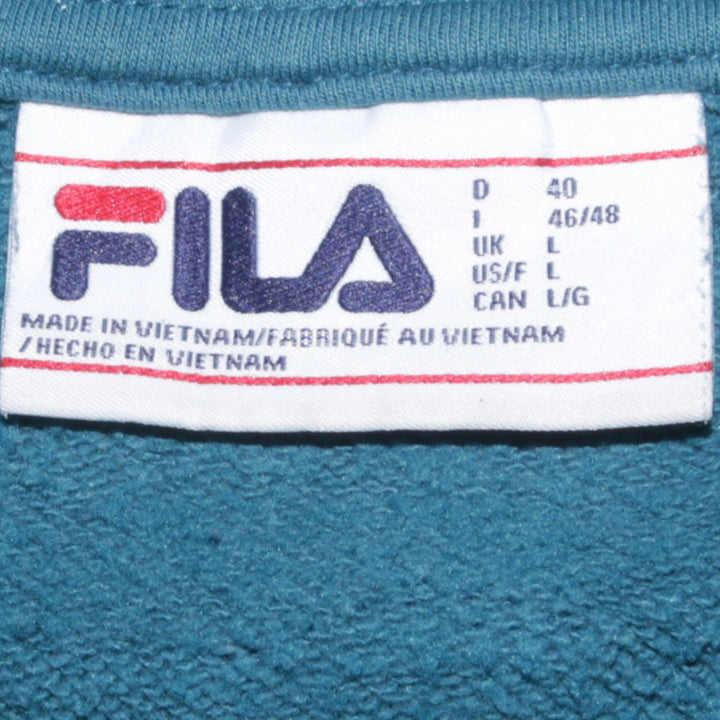 FILA
D 40
I 46/48
UK L
US/F L
CAN L/G
MADE IN VIETNAM/FABRIQUÉ AU VIETNAM
/HECHO EN VIETNAM